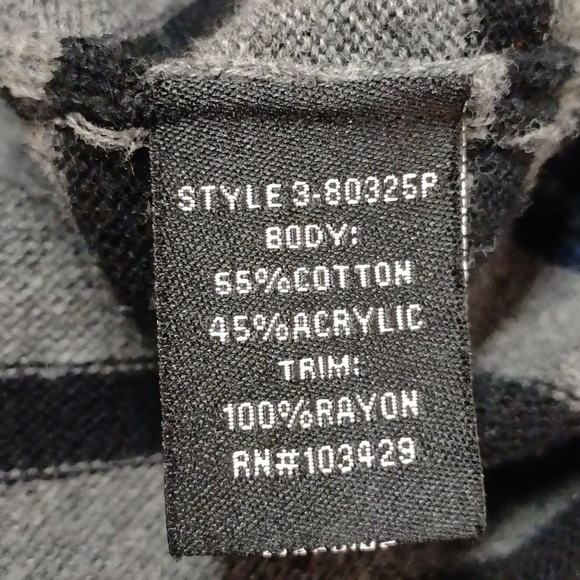 STYLE 3-80325P
BODY:
55%COTTON
45%ACRYLIC
TRIM:
100%RAYON
RN#103429